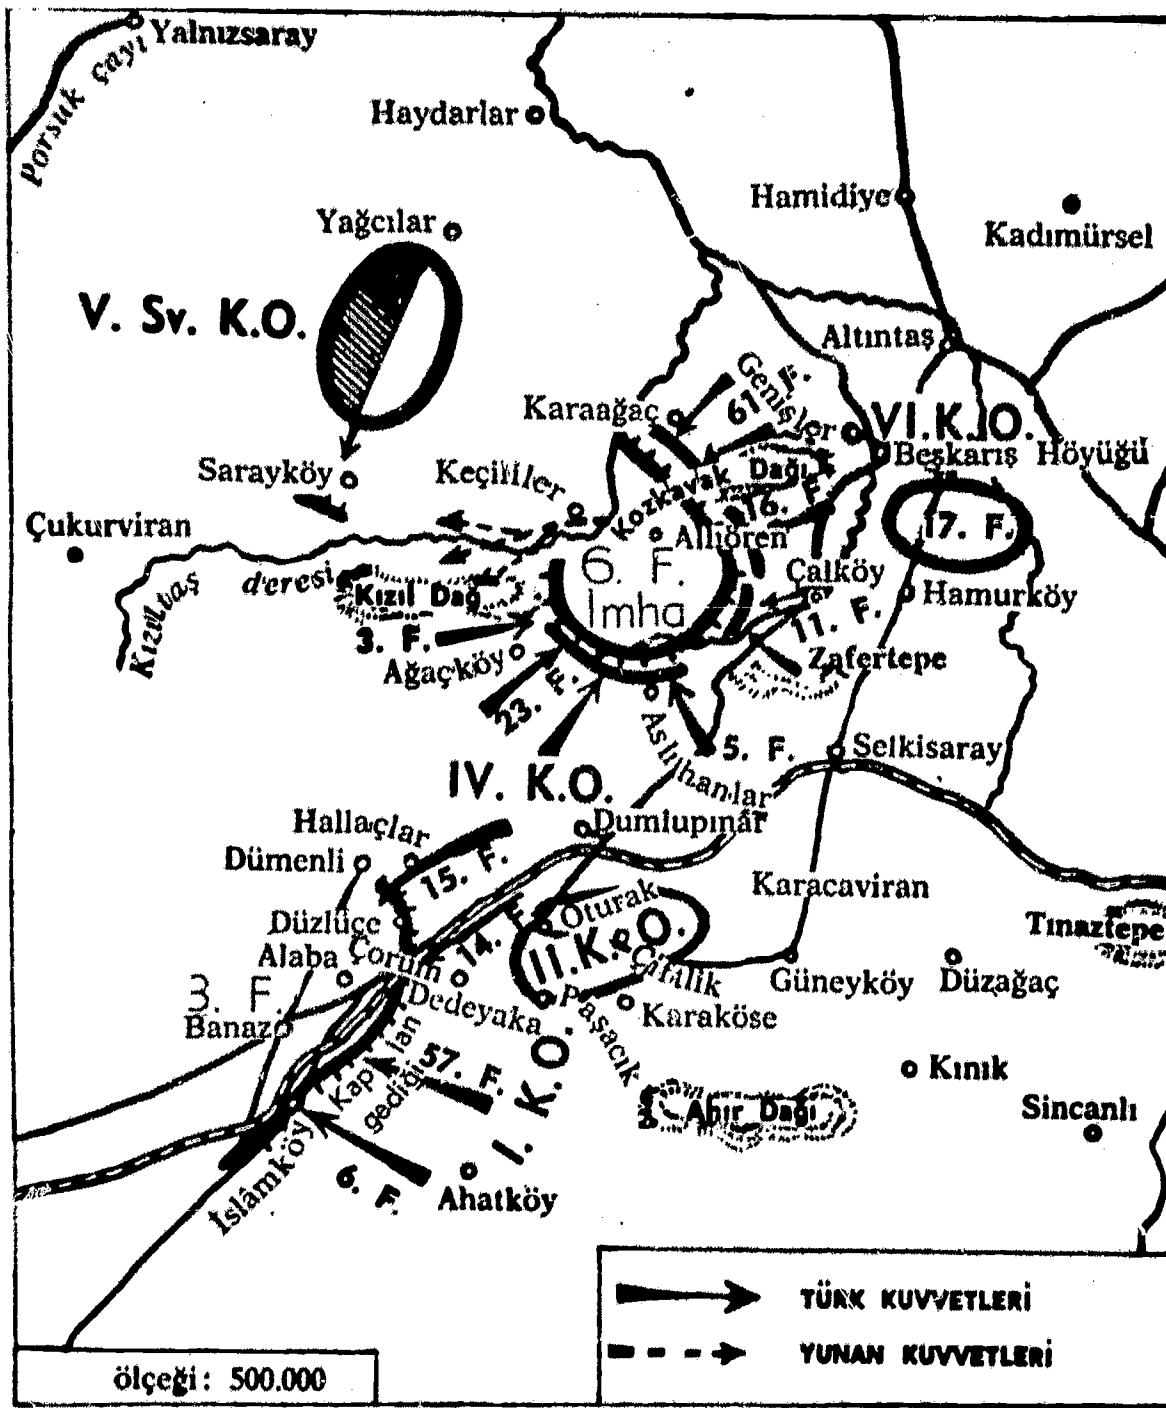 Yalnızsaray
Porsuk çayı
Haydarlar
Hamidiye
Kadımürsel
Yağcılar
V. Sv. K.O.
Altıntaş
Genişler
61 F.
Karaağaç
VI. K.O.
Beşkarış Höyüğü
Sarayköy
Keçililer
Kozkavak Dağı
16. F.
Çukurviran
Allıören
17. F.
6. F.
İmha
Çalköy
Kızıltaş deresi
Kızıl Dağ
Hamurköy
11. F.
3. F.
Ağaçköy
Zafertepe
23. F.
Aslıhanlar
5. F.
Selkisaray
IV. K.O.
Hallaçlar
Dumlupınar
Dümenli
15. F.
Karacaviran
Oturak
Düzlüçe
14. F.
II. K.O.
Tınaztepe
Alaba
Çorum
Çiftlik
Güneyköy
Düzağaç
3. F.
Dedeyaka
Paşacık
Karaköse
Banaz
Kaplan
gediği
57. F.
I. K.O.
Kınık
Ahır Dağı
Sincanlı
İslâmköy
6. F.
Ahatköy
TÜRK KUVVETLERİ
YUNAN KUVVETLERİ
ölçeği: 500.000